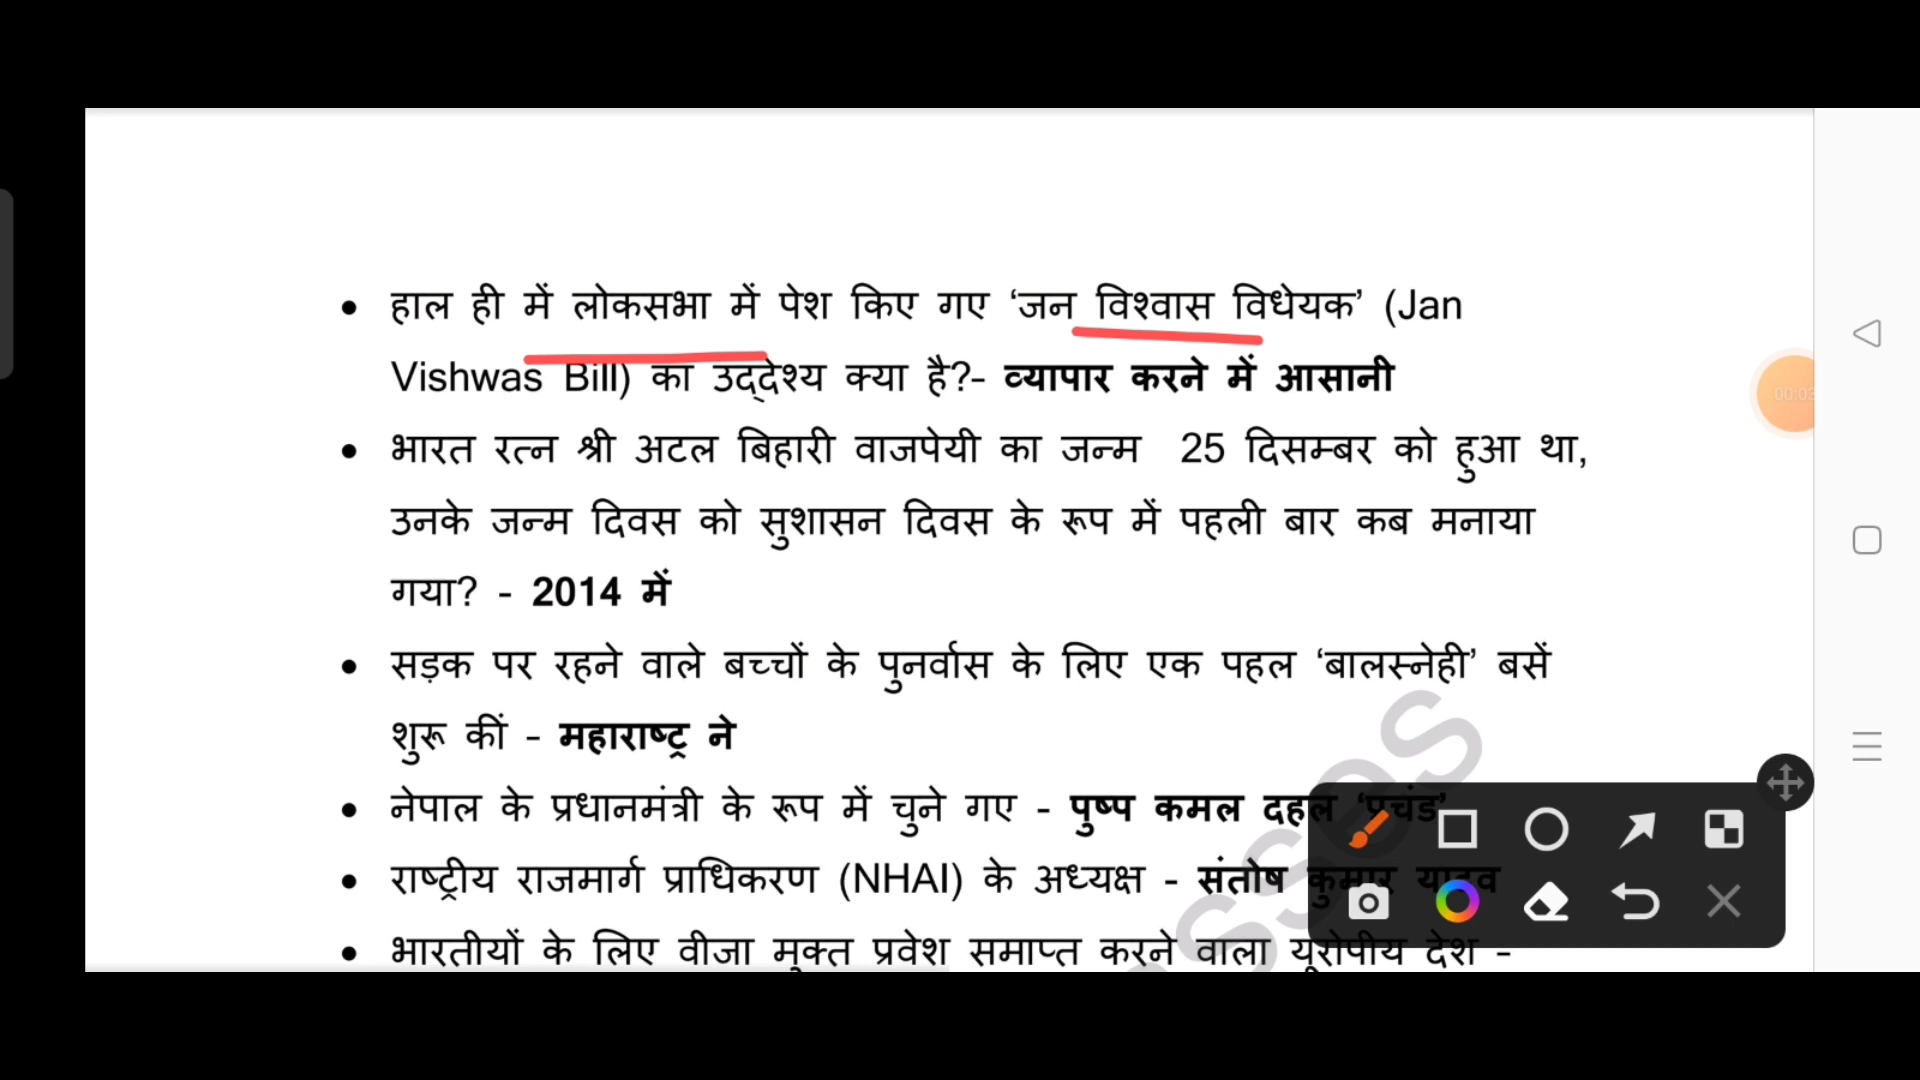 • हाल ही में लोकसभा में पेश किए गए ‘जन विश्वास विधेयक’ (Jan
Vishwas Bill) का उद्देश्य क्या है?- व्यापार करने में आसानी
• भारत रत्न श्री अटल बिहारी वाजपेयी का जन्म 25 दिसम्बर को हुआ था,
उनके जन्म दिवस को सुशासन दिवस के रूप में पहली बार कब मनाया
गया? - 2014 में
• सड़क पर रहने वाले बच्चों के पुनर्वास के लिए एक पहल ‘बालस्नेही’ बसें
शुरू कीं - महाराष्ट्र ने
• नेपाल के प्रधानमंत्री के रूप में चुने गए - पुष्प कमल दहल ‘प्रचंड’
• राष्ट्रीय राजमार्ग प्राधिकरण (NHAI) के अध्यक्ष - संतोष कुमार यादव
• भारतीयों के लिए वीजा मुक्त प्रवेश समाप्त करने वाला यूरोपीय देश -